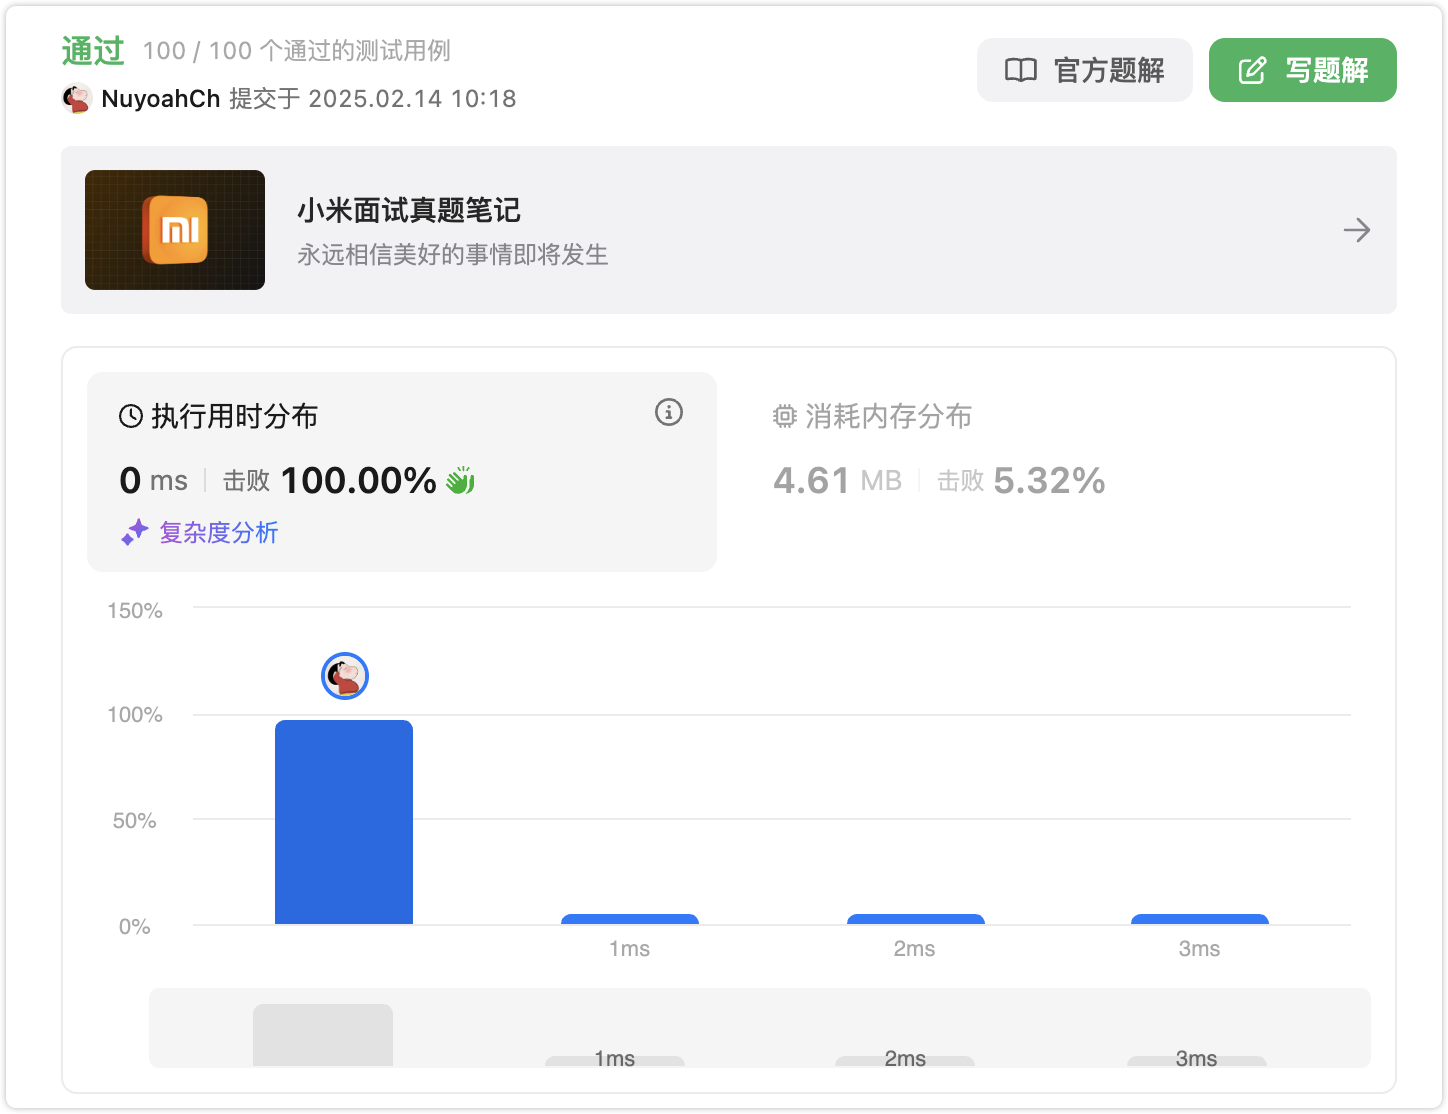 通过 100 / 100 个通过的测试用例
NuyoahCh 提交于 2025.02.14 10:18
官方题解
写题解
mi
小米面试真题笔记
永远相信美好的事情即将发生
执行用时分布
0 ms 击败 100.00%
复杂度分析
消耗内存分布
4.61 MB 击败 5.32%
150%
100%
50%
0%
1ms 2ms 3ms
1ms 2ms 3ms